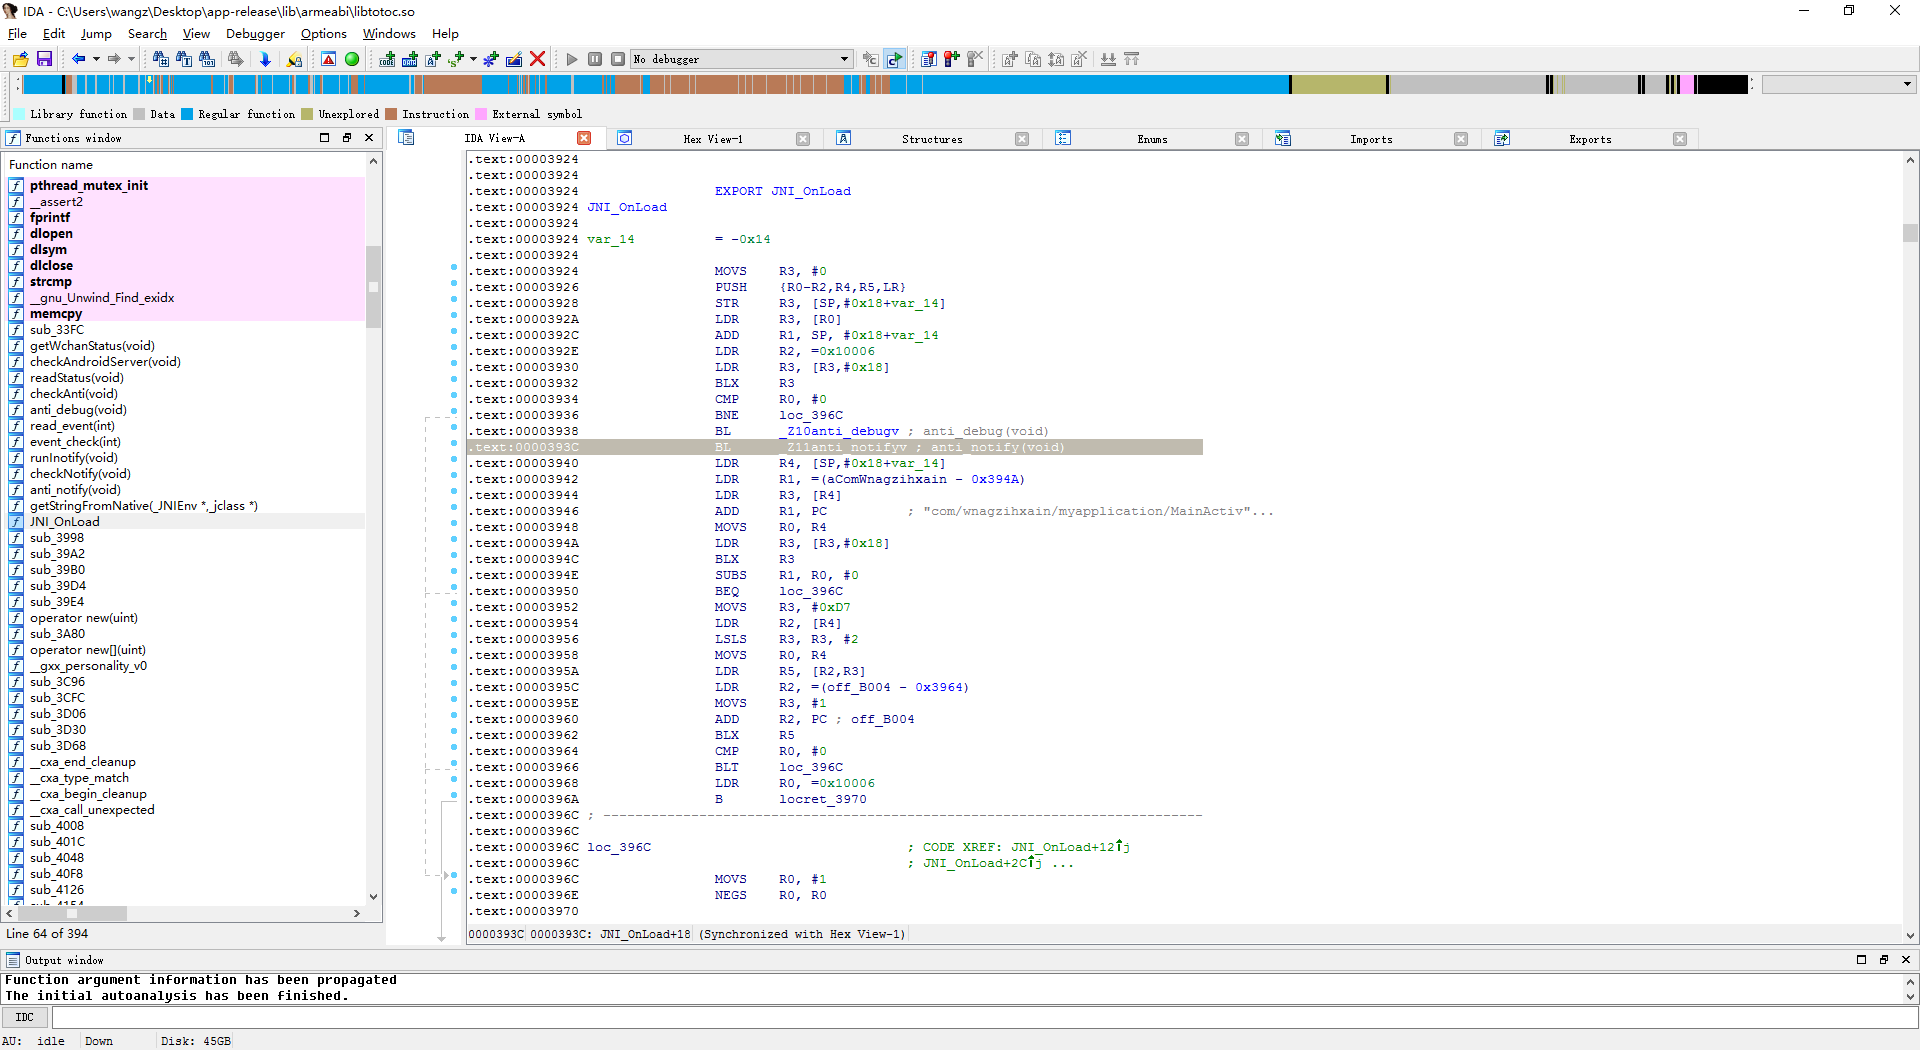 IDA - C:\Users\wangz\Desktop\app-release\lib\armeabi\libtotoc.so
File Edit Jump Search View Debugger Options Windows Help
No debugger
Library function Data Regular function Unexplored Instruction External symbol
Functions window
IDA View-A Hex View-1 Structures Enums Imports Exports
Function name
pthread_mutex_init
__assert2
fprintf
dlopen
dlsym
dlclose
strcmp
__gnu_Unwind_Find_exidx
memcpy
sub_33FC
getWchanStatus(void)
checkAndroidServer(void)
readStatus(void)
checkAnti(void)
anti_debug(void)
read_event(int)
event_check(int)
runInotify(void)
checkNotify(void)
anti_notify(void)
getStringFromNative(_JNIEnv *,_jclass *)
JNI_OnLoad
sub_3998
sub_39A2
sub_39B0
sub_39D4
sub_39E4
operator new(uint)
sub_3A80
operator new[](uint)
__gxx_personality_v0
sub_3C96
sub_3CFC
sub_3D06
sub_3D30
sub_3D68
__cxa_end_cleanup
__cxa_type_match
__cxa_begin_cleanup
__cxa_call_unexpected
sub_4008
sub_401C
sub_4048
sub_40F8
sub_4126
sub_4154
Line 64 of 394
.text:00003924
.text:00003924
.text:00003924 EXPORT JNI_OnLoad
.text:00003924 JNI_OnLoad
.text:00003924
.text:00003924 var_14 = -0x14
.text:00003924
.text:00003924 MOVS R3, #0
.text:00003926 PUSH {R0-R2,R4,R5,LR}
.text:00003928 STR R3, [SP,#0x18+var_14]
.text:0000392A LDR R3, [R0]
.text:0000392C ADD R1, SP, #0x18+var_14
.text:0000392E LDR R2, =0x10006
.text:00003930 LDR R3, [R3,#0x18]
.text:00003932 BLX R3
.text:00003934 CMP R0, #0
.text:00003936 BNE loc_396C
.text:00003938 BL _Z10anti_debugv ; anti_debug(void)
.text:0000393C BL _Z11anti_notifyv ; anti_notify(void)
.text:00003940 LDR R4, [SP,#0x18+var_14]
.text:00003942 LDR R1, =(aComWnagzihxain - 0x394A)
.text:00003944 LDR R3, [R4]
.text:00003946 ADD R1, PC ; "com/wnagzihxain/myapplication/MainActiv"...
.text:00003948 MOVS R0, R4
.text:0000394A LDR R3, [R3,#0x18]
.text:0000394C BLX R3
.text:0000394E SUBS R1, R0, #0
.text:00003950 BEQ loc_396C
.text:00003952 MOVS R3, #0xD7
.text:00003954 LDR R2, [R4]
.text:00003956 LSLS R3, R3, #2
.text:00003958 MOVS R0, R4
.text:0000395A LDR R5, [R2,R3]
.text:0000395C LDR R2, =(off_B004 - 0x3964)
.text:0000395E MOVS R3, #1
.text:00003960 ADD R2, PC ; off_B004
.text:00003962 BLX R5
.text:00003964 CMP R0, #0
.text:00003966 BLT loc_396C
.text:00003968 LDR R0, =0x10006
.text:0000396A B locret_3970
.text:0000396C ; ---------------------------------------------------------------------------
.text:0000396C
.text:0000396C loc_396C ; CODE XREF: JNI_OnLoad+12↑j
.text:0000396C ; JNI_OnLoad+2C↑j ...
.text:0000396C MOVS R0, #1
.text:0000396E NEGS R0, R0
.text:00003970
0000393C 0000393C: JNI_OnLoad+18 (Synchronized with Hex View-1)
Output window
Function argument information has been propagated
The initial autoanalysis has been finished.
IDC
AU: idle Down Disk: 45GB